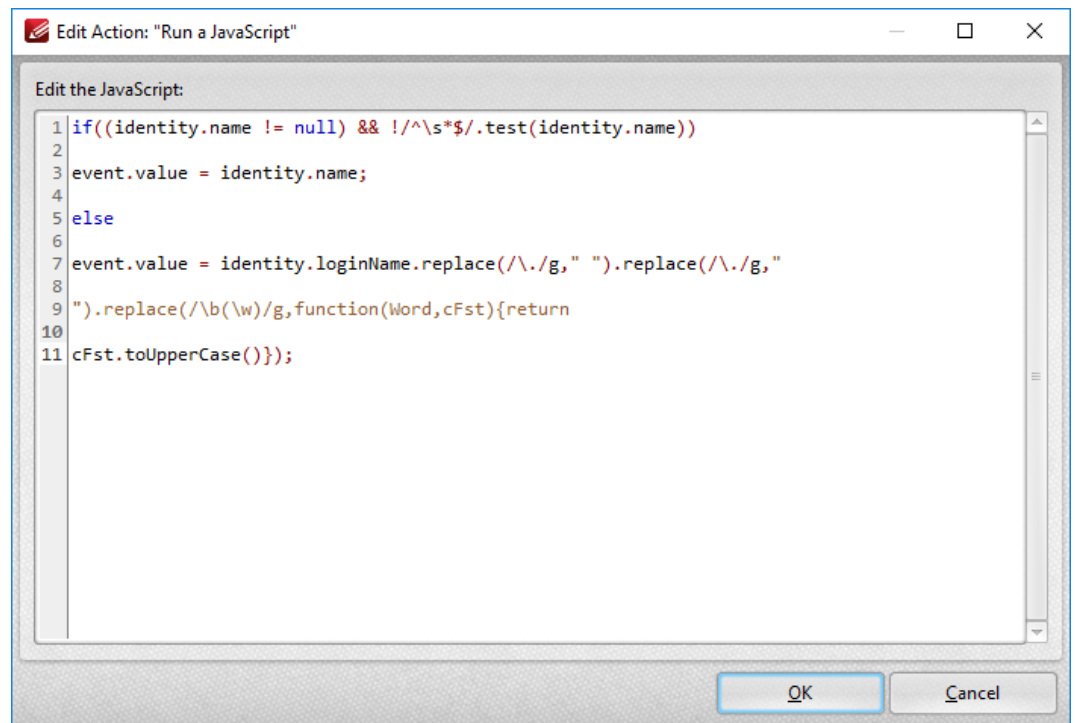 Edit Action: "Run a JavaScript"
Edit the JavaScript:
1 if((identity.name != null) && !/^\s*$/.test(identity.name))
2
3 event.value = identity.name;
4
5 else
6
7 event.value = identity.loginName.replace(/\./g," ").replace(/\./g,"
8
9 ").replace(/\b(\w)/g,function(Word,cFst){return
10
11 cFst.toUpperCase()});
OK Cancel